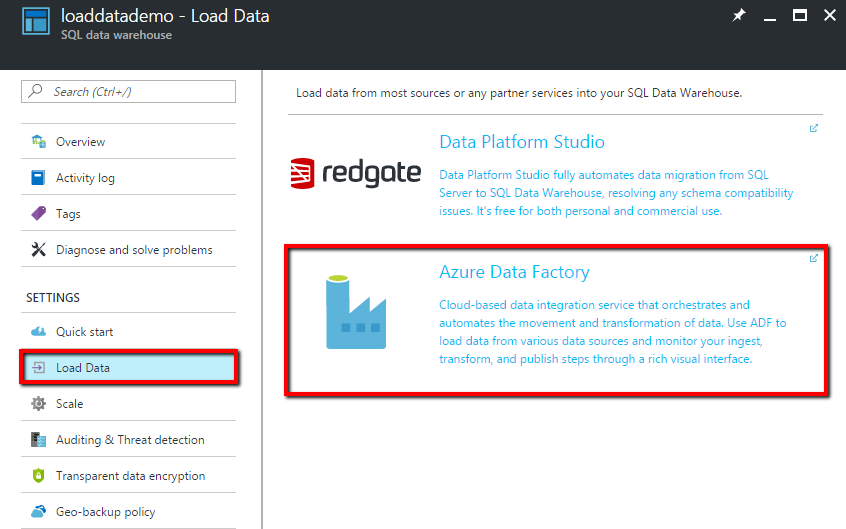 loaddatademo - Load Data
SQL data warehouse
Search (Ctrl+/)
Overview
Activity log
Tags
Diagnose and solve problems
SETTINGS
Quick start
Load Data
Scale
Auditing & Threat detection
Transparent data encryption
Geo-backup policy
Load data from most sources or any partner services into your SQL Data Warehouse.
redgate
Data Platform Studio
Data Platform Studio fully automates data migration from SQL
Server to SQL Data Warehouse, resolving any schema compatibility
issues. It's free for both personal and commercial use.
Azure Data Factory
Cloud-based data integration service that orchestrates and
automates the movement and transformation of data. Use ADF to
load data from various data sources and monitor your ingest,
transform, and publish steps through a rich visual interface.